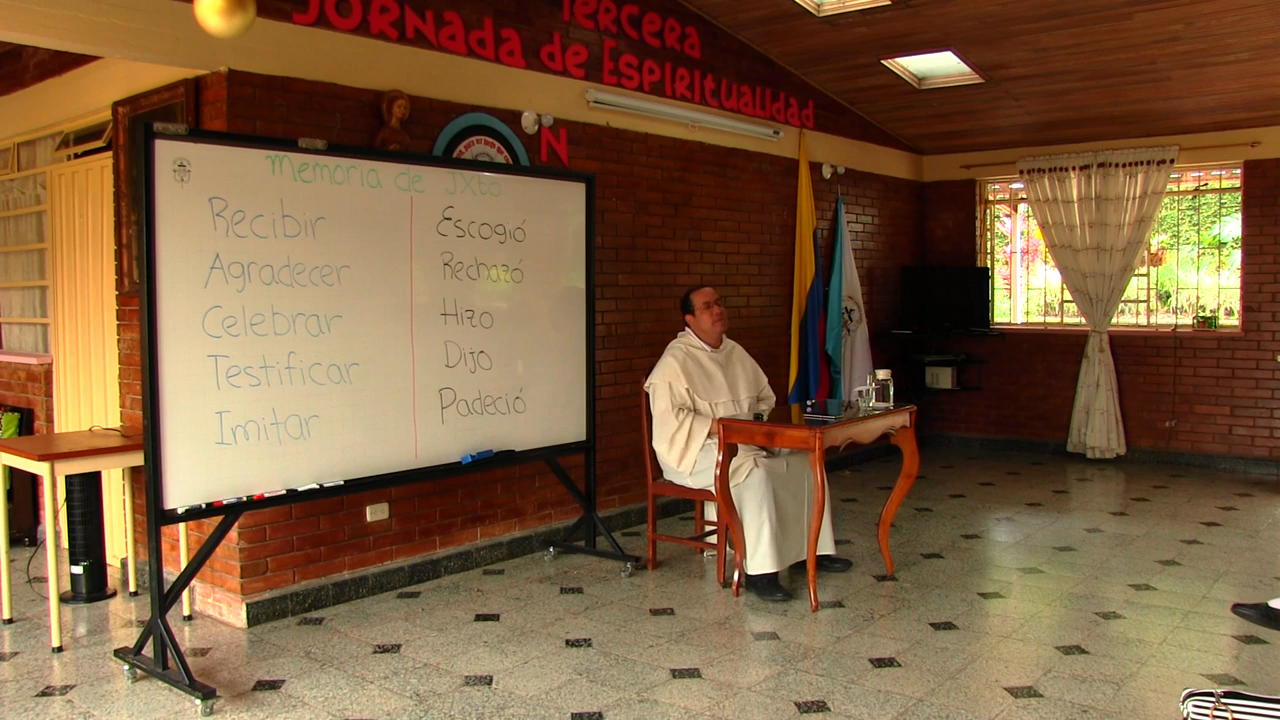 Tercera
Jornada de Espiritualidad
N
Memoria de JXto
Recibir
Agradecer
Celebrar
Testificar
Imitar
Escogió
Rechazó
Hizo
Dijo
Padeció